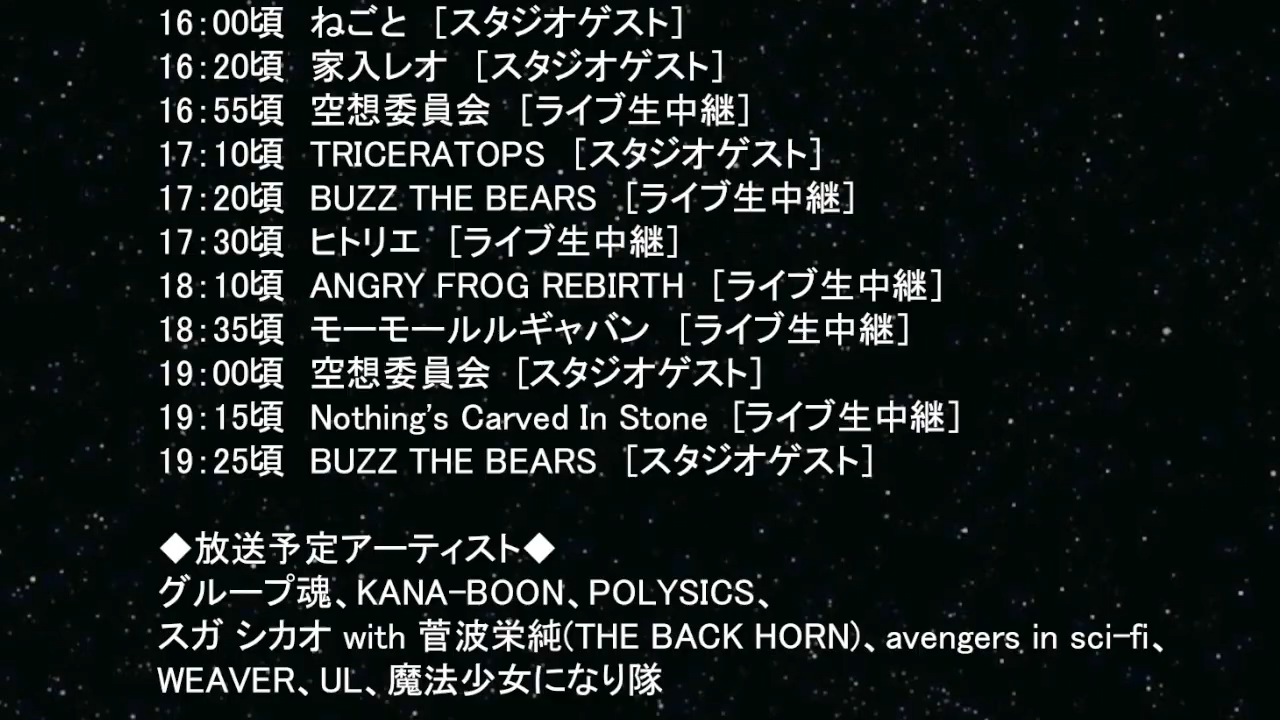 16:00頃　ねごと　[スタジオゲスト]
16:20頃　家入レオ　[スタジオゲスト]
16:55頃　空想委員会　[ライブ生中継]
17:10頃　TRICERATOPS　[スタジオゲスト]
17:20頃　BUZZ THE BEARS　[ライブ生中継]
17:30頃　ヒトリエ　[ライブ生中継]
18:10頃　ANGRY FROG REBIRTH　[ライブ生中継]
18:35頃　モーモールルギャバン　[ライブ生中継]
19:00頃　空想委員会　[スタジオゲスト]
19:15頃　Nothing's Carved In Stone　[ライブ生中継]
19:25頃　BUZZ THE BEARS　[スタジオゲスト]
◆放送予定アーティスト◆
グループ魂、KANA-BOON、POLYSICS、
スガ シカオ with 菅波栄純(THE BACK HORN)、avengers in sci-fi、
WEAVER、UL、魔法少女になり隊